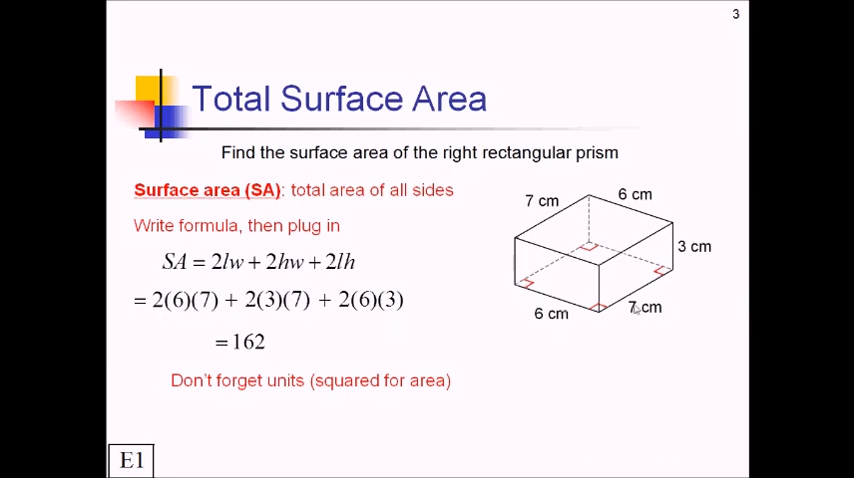 3
Total Surface Area
Find the surface area of the right rectangular prism
Surface area (SA): total area of all sides
Write formula, then plug in
SA = 2lw + 2hw + 2lh
= 2(6)(7) + 2(3)(7) + 2(6)(3)
= 162
Don't forget units (squared for area)
7 cm
6 cm
3 cm
6 cm
7 cm
E1